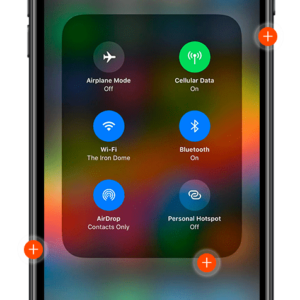 Airplane Mode
Off
Cellular Data
On
Wi-Fi
The Iron Dome
Bluetooth
On
AirDrop
Contacts Only
Personal Hotspot
Off